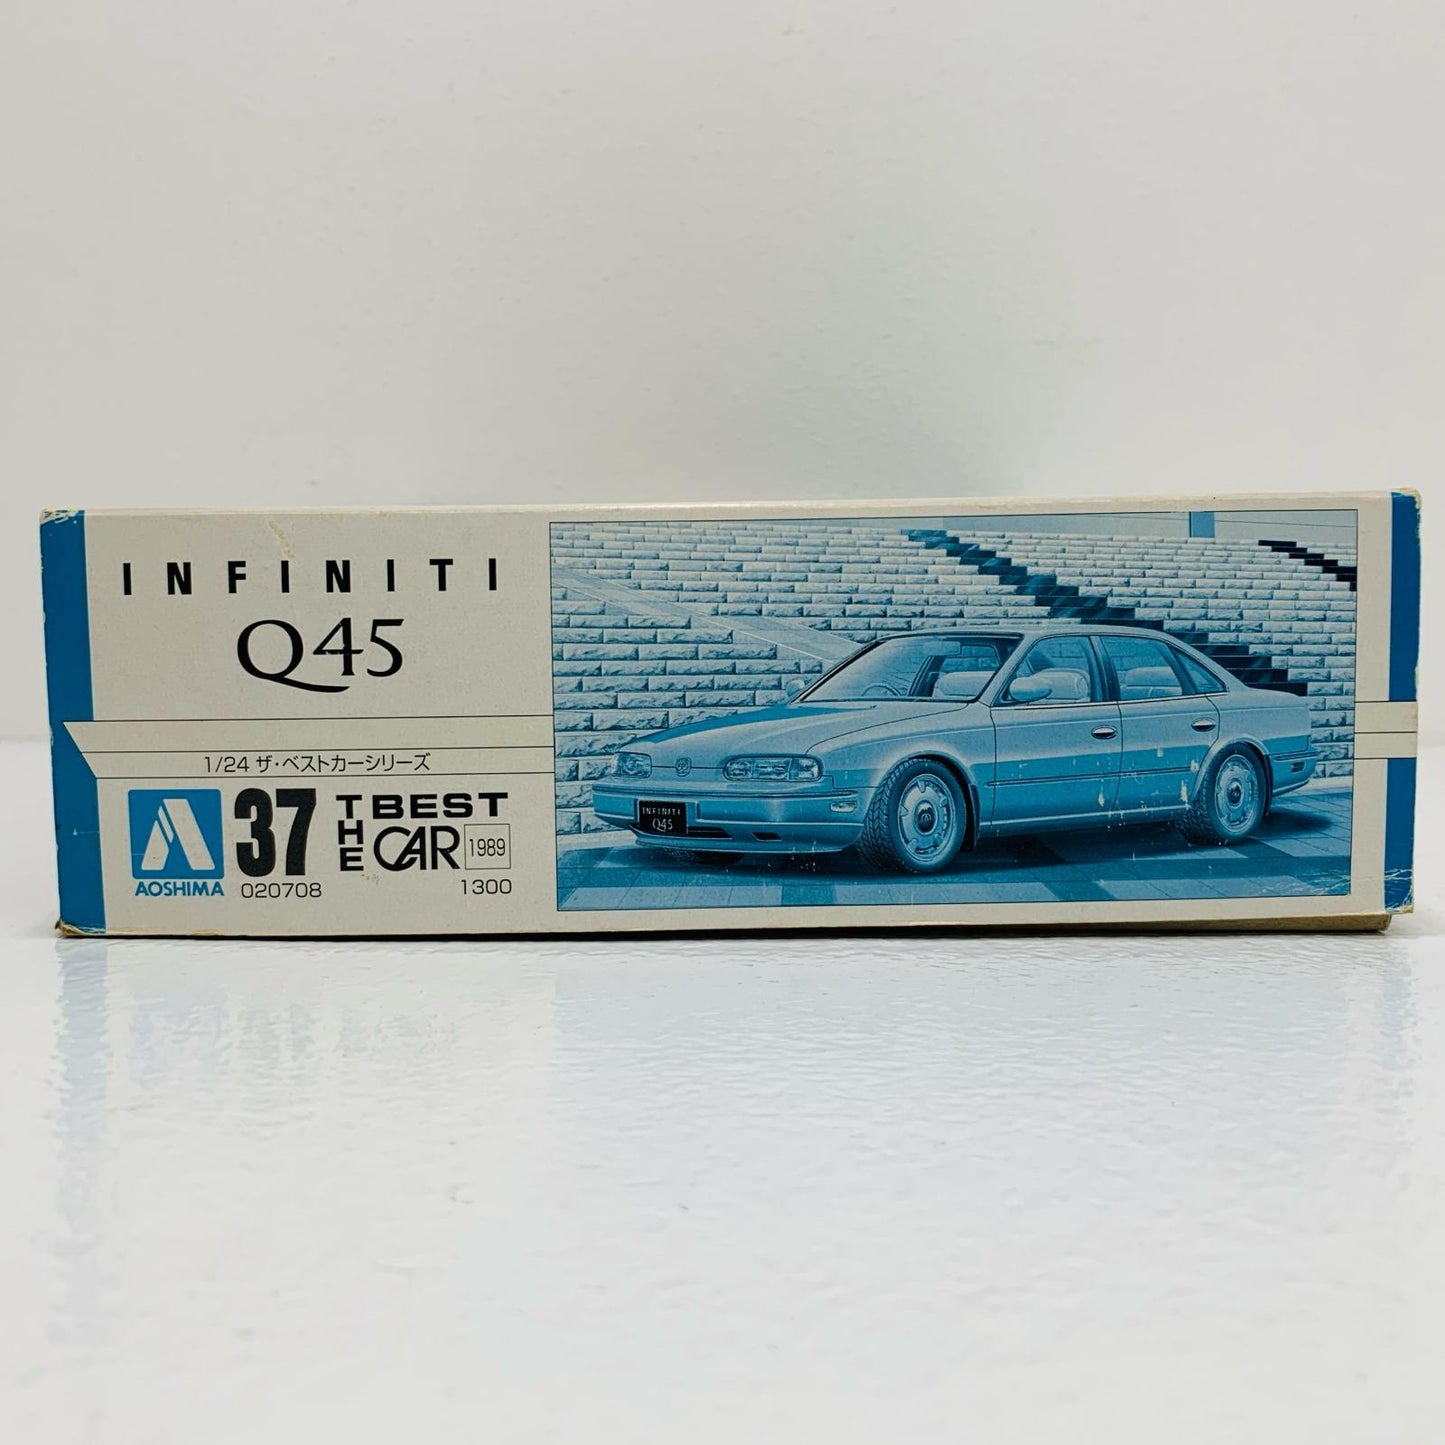 INFINITI
Q45
1/24 ザ・ベストカーシリーズ
AOSHIMA
37
020708
THE BEST CAR
1989
1300
INFINITI
Q45